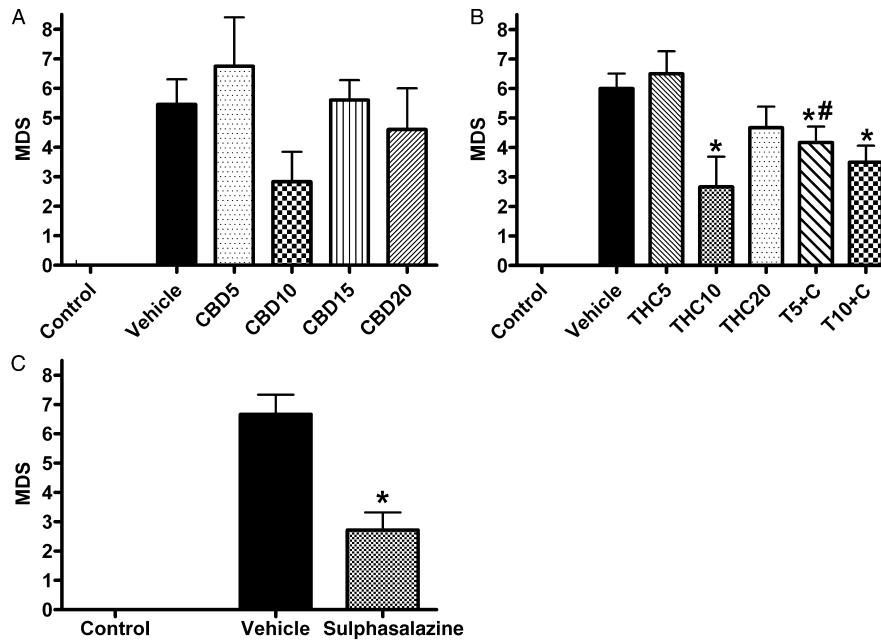 A
8
7
6
5
4
3
2
1
0
MDS
Control
Vehicle
CBD5
CBD10
CBD15
CBD20
B
8
7
6
5
4
3
2
1
0
MDS
*
*#
*
Control
Vehicle
THC5
THC10
THC20
T5+C
T10+C
C
8
7
6
5
4
3
2
1
0
MDS
*
Control
Vehicle
Sulphasalazine